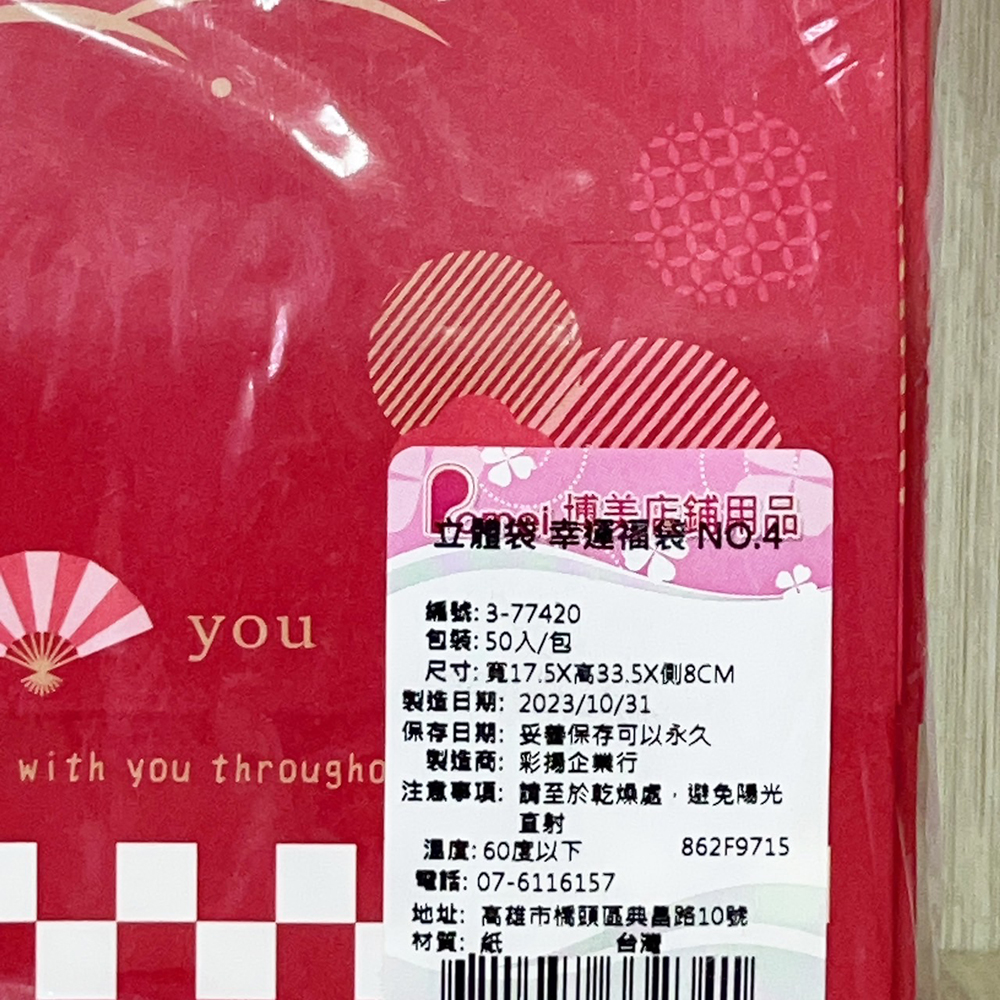 you
with you througho
Pomei 博美店鋪用品
立體袋 幸運福袋 NO.4
編號: 3-77420
包裝: 50入/包
尺寸: 寬17.5X高33.5X側8CM
製造日期: 2023/10/31
保存日期: 妥善保存可以永久
製造商: 彩揚企業行
注意事項: 請至於乾燥處，避免陽光
直射
溫度: 60度以下 862F9715
電話: 07-6116157
地址: 高雄市橋頭區典昌路10號
材質: 紙 台灣